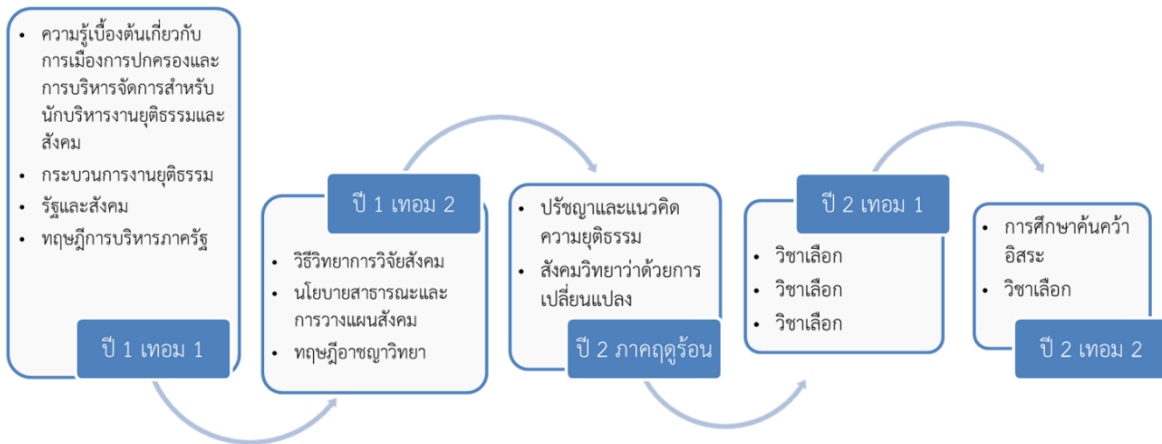 • ความรู้เบื้องต้นเกี่ยวกับ
การเมืองการปกครองและ
การบริหารจัดการสำหรับ
นักบริหารงานยุติธรรมและ
สังคม
• กระบวนการงานยุติธรรม
• รัฐและสังคม
• ทฤษฎีการบริหารภาครัฐ
ปี 1 เทอม 1
ปี 1 เทอม 2
• วิธีวิทยาการวิจัยสังคม
• นโยบายสาธารณะและ
การวางแผนสังคม
• ทฤษฎีอาชญาวิทยา
• ปรัชญาและแนวคิด
ความยุติธรรม
• สังคมวิทยาว่าด้วยการ
เปลี่ยนแปลง
ปี 2 ภาคฤดูร้อน
ปี 2 เทอม 1
• วิชาเลือก
• วิชาเลือก
• วิชาเลือก
• การศึกษาค้นคว้า
อิสระ
• วิชาเลือก
ปี 2 เทอม 2